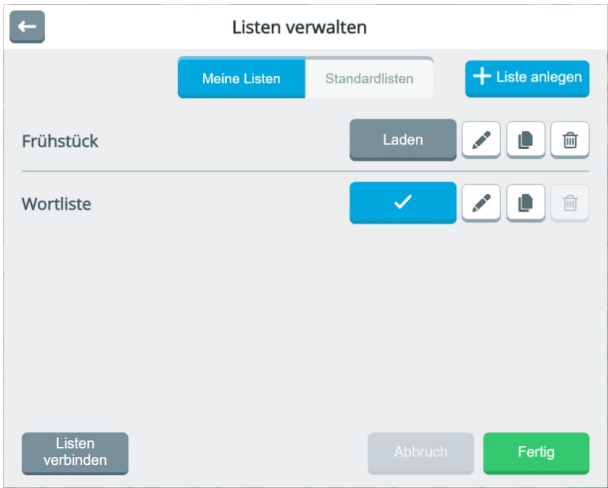 Listen verwalten
Meine Listen
Standardlisten
Liste anlegen
Frühstück
Laden
Wortliste
Listen
verbinden
Abbruch
Fertig